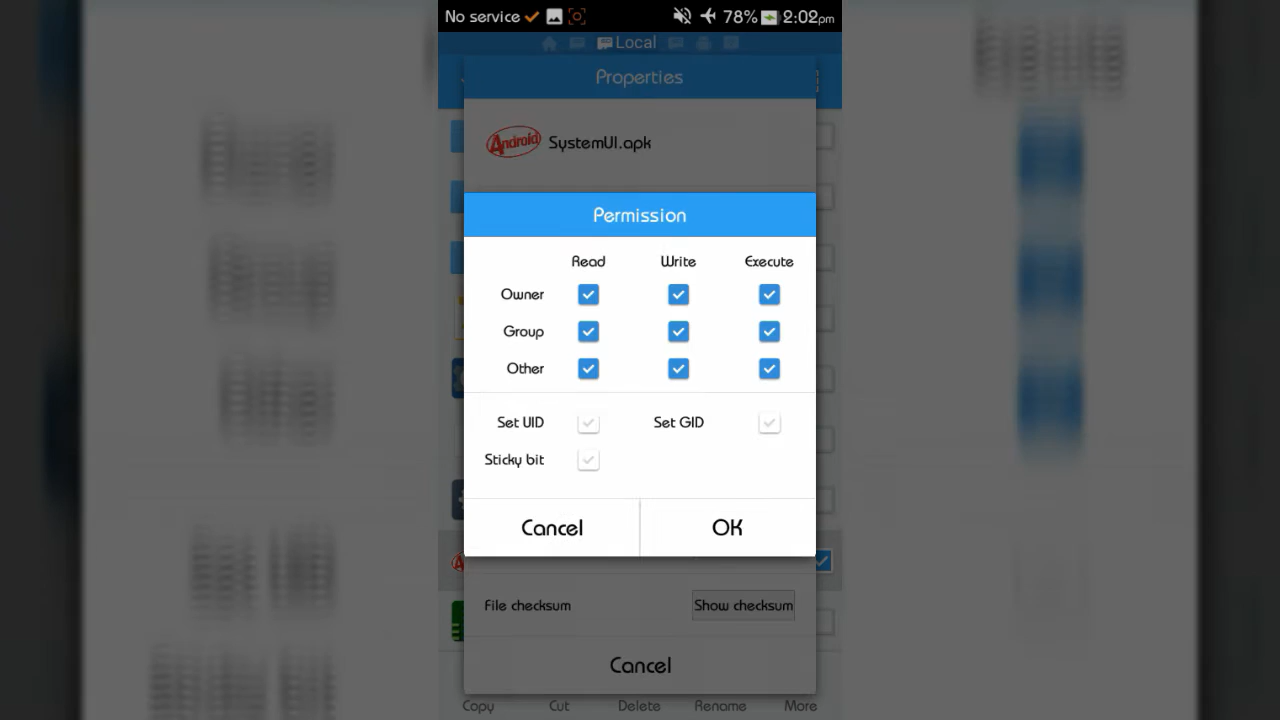 No service 78% 2:02pm
Local
Properties
Android SystemUI.apk
Permission
Read Write Execute
Owner
Group
Other
Set UID Set GID
Sticky bit
Cancel OK
File checksum Show checksum
Cancel
Copy Cut Delete Rename More